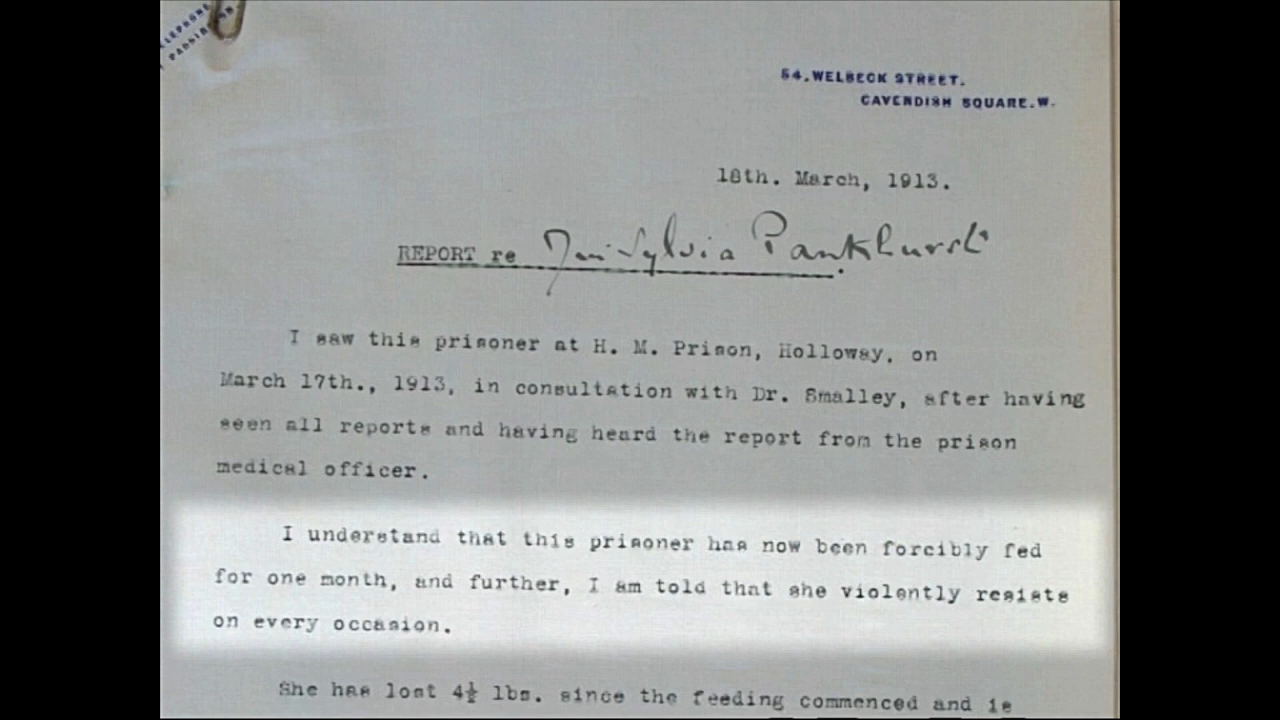 TELEPHONE
PADDINGTON
54, WELBECK STREET.
CAVENDISH SQUARE. W.
18th. March, 1913.
REPORT re Miss Sylvia Pankhurst.
I saw this prisoner at H. M. Prison, Holloway, on
March 17th., 1913, in consultation with Dr. Smalley, after having
seen all reports and having heard the report from the prison
medical officer.
I understand that this prisoner has now been forcibly fed
for one month, and further, I am told that she violently resists
on every occasion.
She has lost 4½ lbs. since the feeding commenced and is